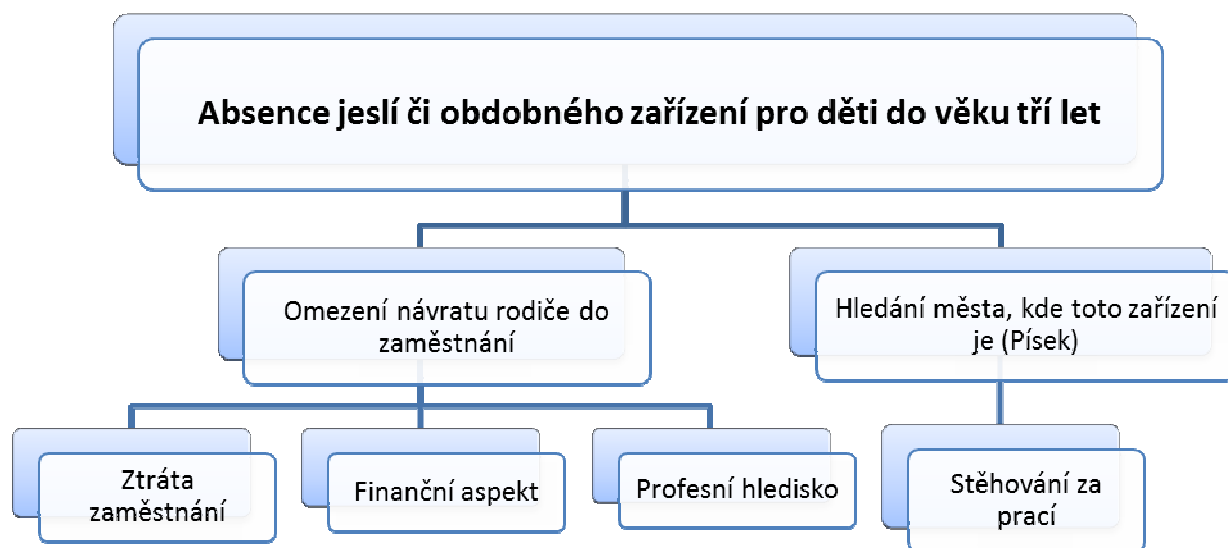 Absence jeslí či obdobného zařízení pro děti do věku tří let
Omezení návratu rodiče do
zaměstnání
Hledání města, kde toto zařízení
je (Písek)
Ztráta
zaměstnání
Finanční aspekt
Profesní hledisko
Stěhování za
prací